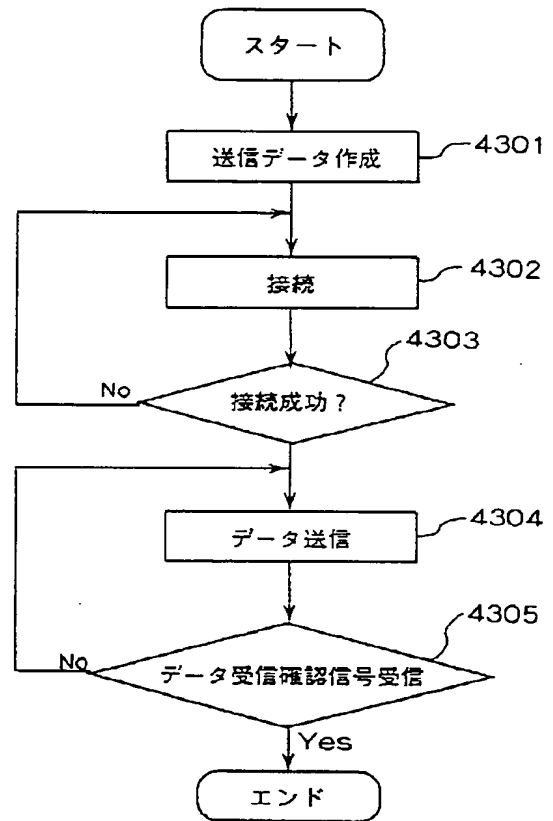 スタート
送信データ作成
4301
接続
4302
4303
接続成功？
No
データ送信
4304
4305
データ受信確認信号受信
No
Yes
エンド